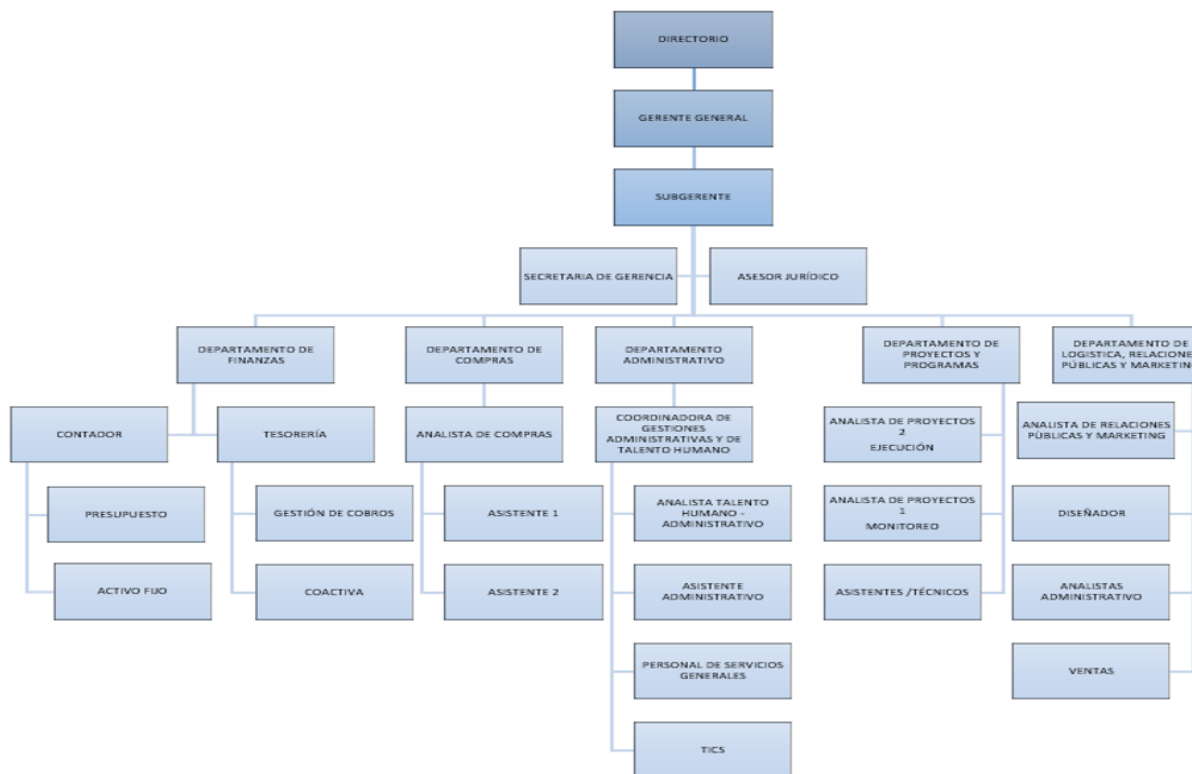 DIRECTORIO
GERENTE GENERAL
SUBGERENTE
SECRETARIA DE GERENCIA
ASESOR JURÍDICO
DEPARTAMENTO DE
FINANZAS
DEPARTAMENTO DE
COMPRAS
DEPARTAMENTO
ADMINISTRATIVO
DEPARTAMENTO DE
PROYECTOS Y
PROGRAMAS
DEPARTAMENTO DE
LOGISTICA, RELACIONE
PÚBLICAS Y MARKETIN
CONTADOR
TESORERÍA
ANALISTA DE COMPRAS
COORDINADORA DE
GESTIONES
ADMINISTRATIVAS Y DE
TALENTO HUMANO
ANALISTA DE PROYECTOS
2
EJECUCIÓN
ANALISTA DE RELACIONES
PÙBLICAS Y MARKETING
PRESUPUESTO
GESTIÓN DE COBROS
ASISTENTE 1
ANALISTA TALENTO
HUMANO -
ADMINISTRATIVO
ANALISTA DE PROYECTOS
1
MONITOREO
DISEÑADOR
ACTIVO FIJO
COACTIVA
ASISTENTE 2
ASISTENTE
ADMINISTRATIVO
ASISTENTES /TÉCNICOS
ANALISTAS
ADMINISTRATIVO
PERSONAL DE SERVICIOS
GENERALES
VENTAS
TICS